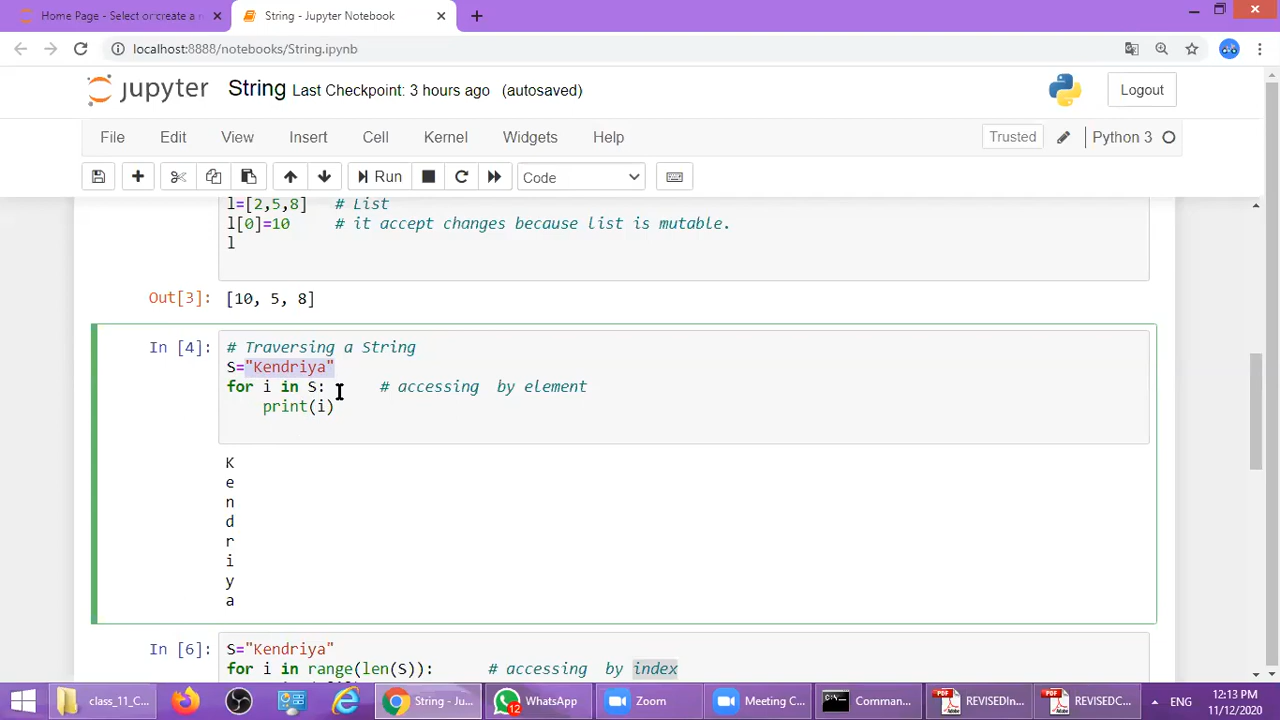 Home Page - Select or create a n
String - Jupyter Notebook
localhost:8888/notebooks/String.ipynb
jupyter String Last Checkpoint: 3 hours ago (autosaved)
Logout
File Edit View Insert Cell Kernel Widgets Help
Trusted Python 3
Run Code
l=[2,5,8] # List
l[0]=10 # it accept changes because list is mutable.
l
Out[3]: [10, 5, 8]
In [4]: # Traversing a String
S="Kendriya"
for i in S: # accessing by element
print(i)
K
e
n
d
r
i
y
a
In [6]: S="Kendriya"
for i in range(len(S)): # accessing by index
class_11_C...
String - Ju...
12 WhatsApp
Zoom
Meeting C...
Comman...
PDF REVISEDIn...
PDF REVISEDC...
ENG
12:13 PM
11/12/2020